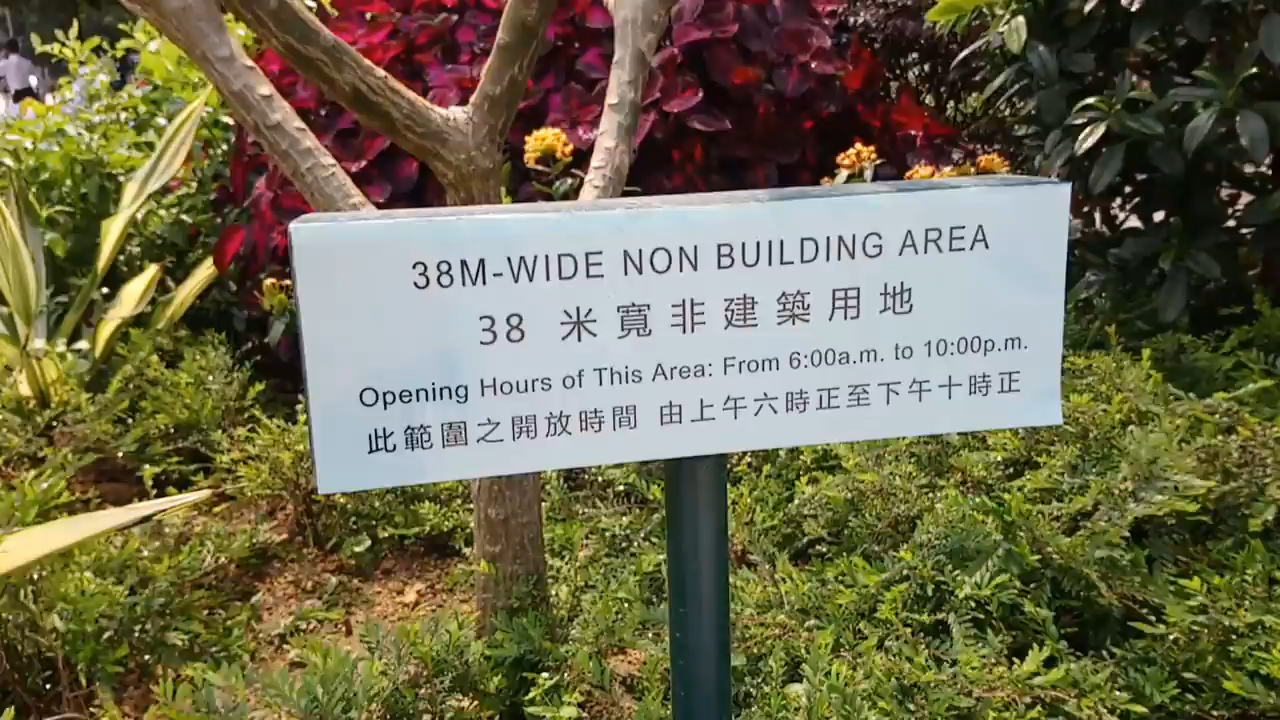 38M-WIDE NON BUILDING AREA
38 米寬非建築用地
Opening Hours of This Area: From 6:00a.m. to 10:00p.m.
此範圍之開放時間 由上午六時正至下午十時正